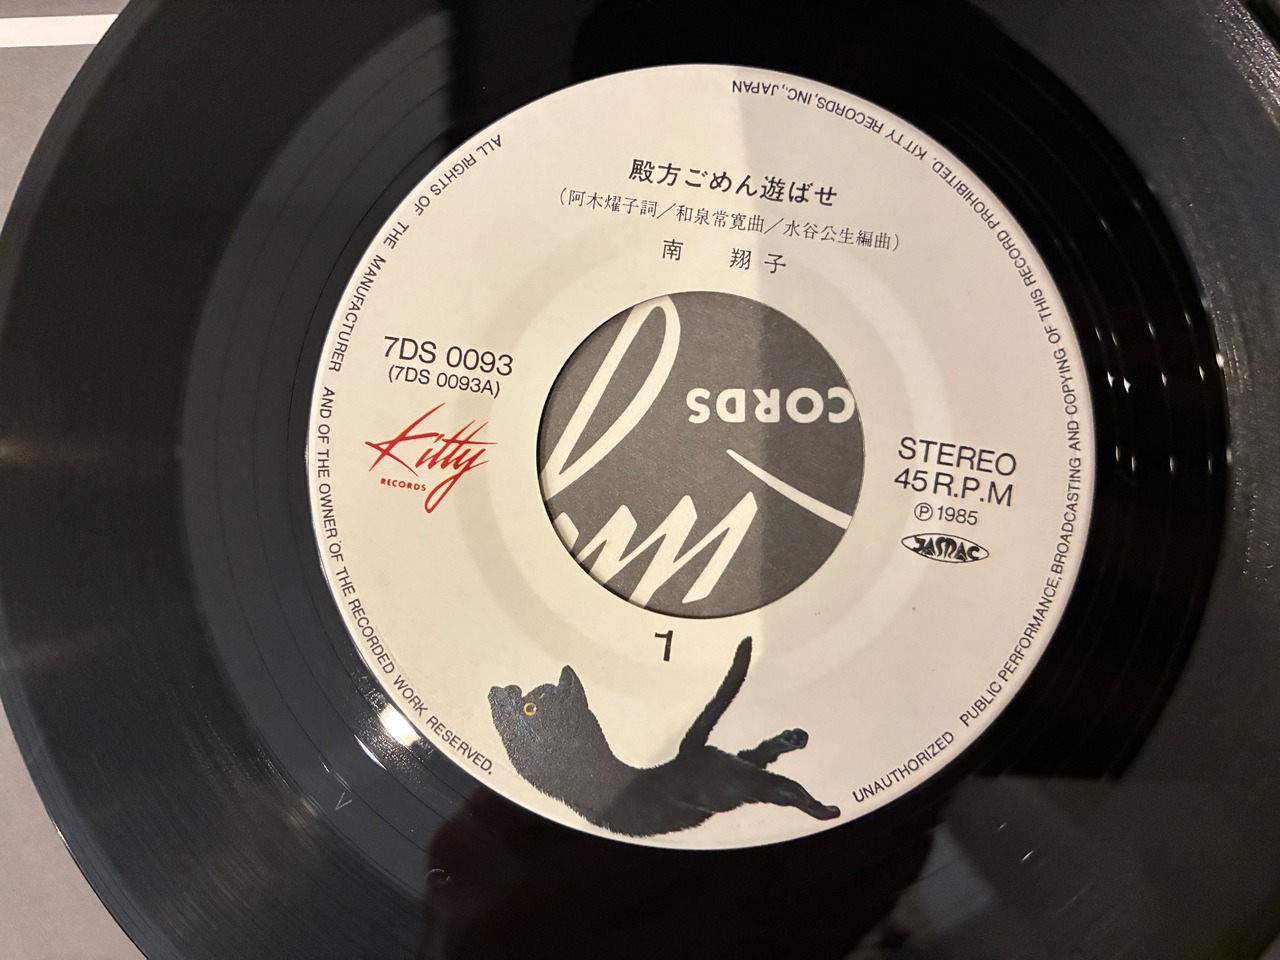 殿方ごめん遊ばせ
(阿木燿子詞／和泉常寛曲／水谷公生編曲)
南　翔子
7DS 0093
(7DS 0093A)
Kitty
RECORDS
STEREO
45 R.P.M
Ⓟ 1985
JASRAC
1
ALL RIGHTS OF THE MANUFACTURER AND OF THE OWNER OF THE RECORDED WORK RESERVED.
UNAUTHORIZED PUBLIC PERFORMANCE, BROADCASTING AND COPYING OF THIS RECORD PROHIBITED. KITTY RECORDS, INC., JAPAN
CORDS